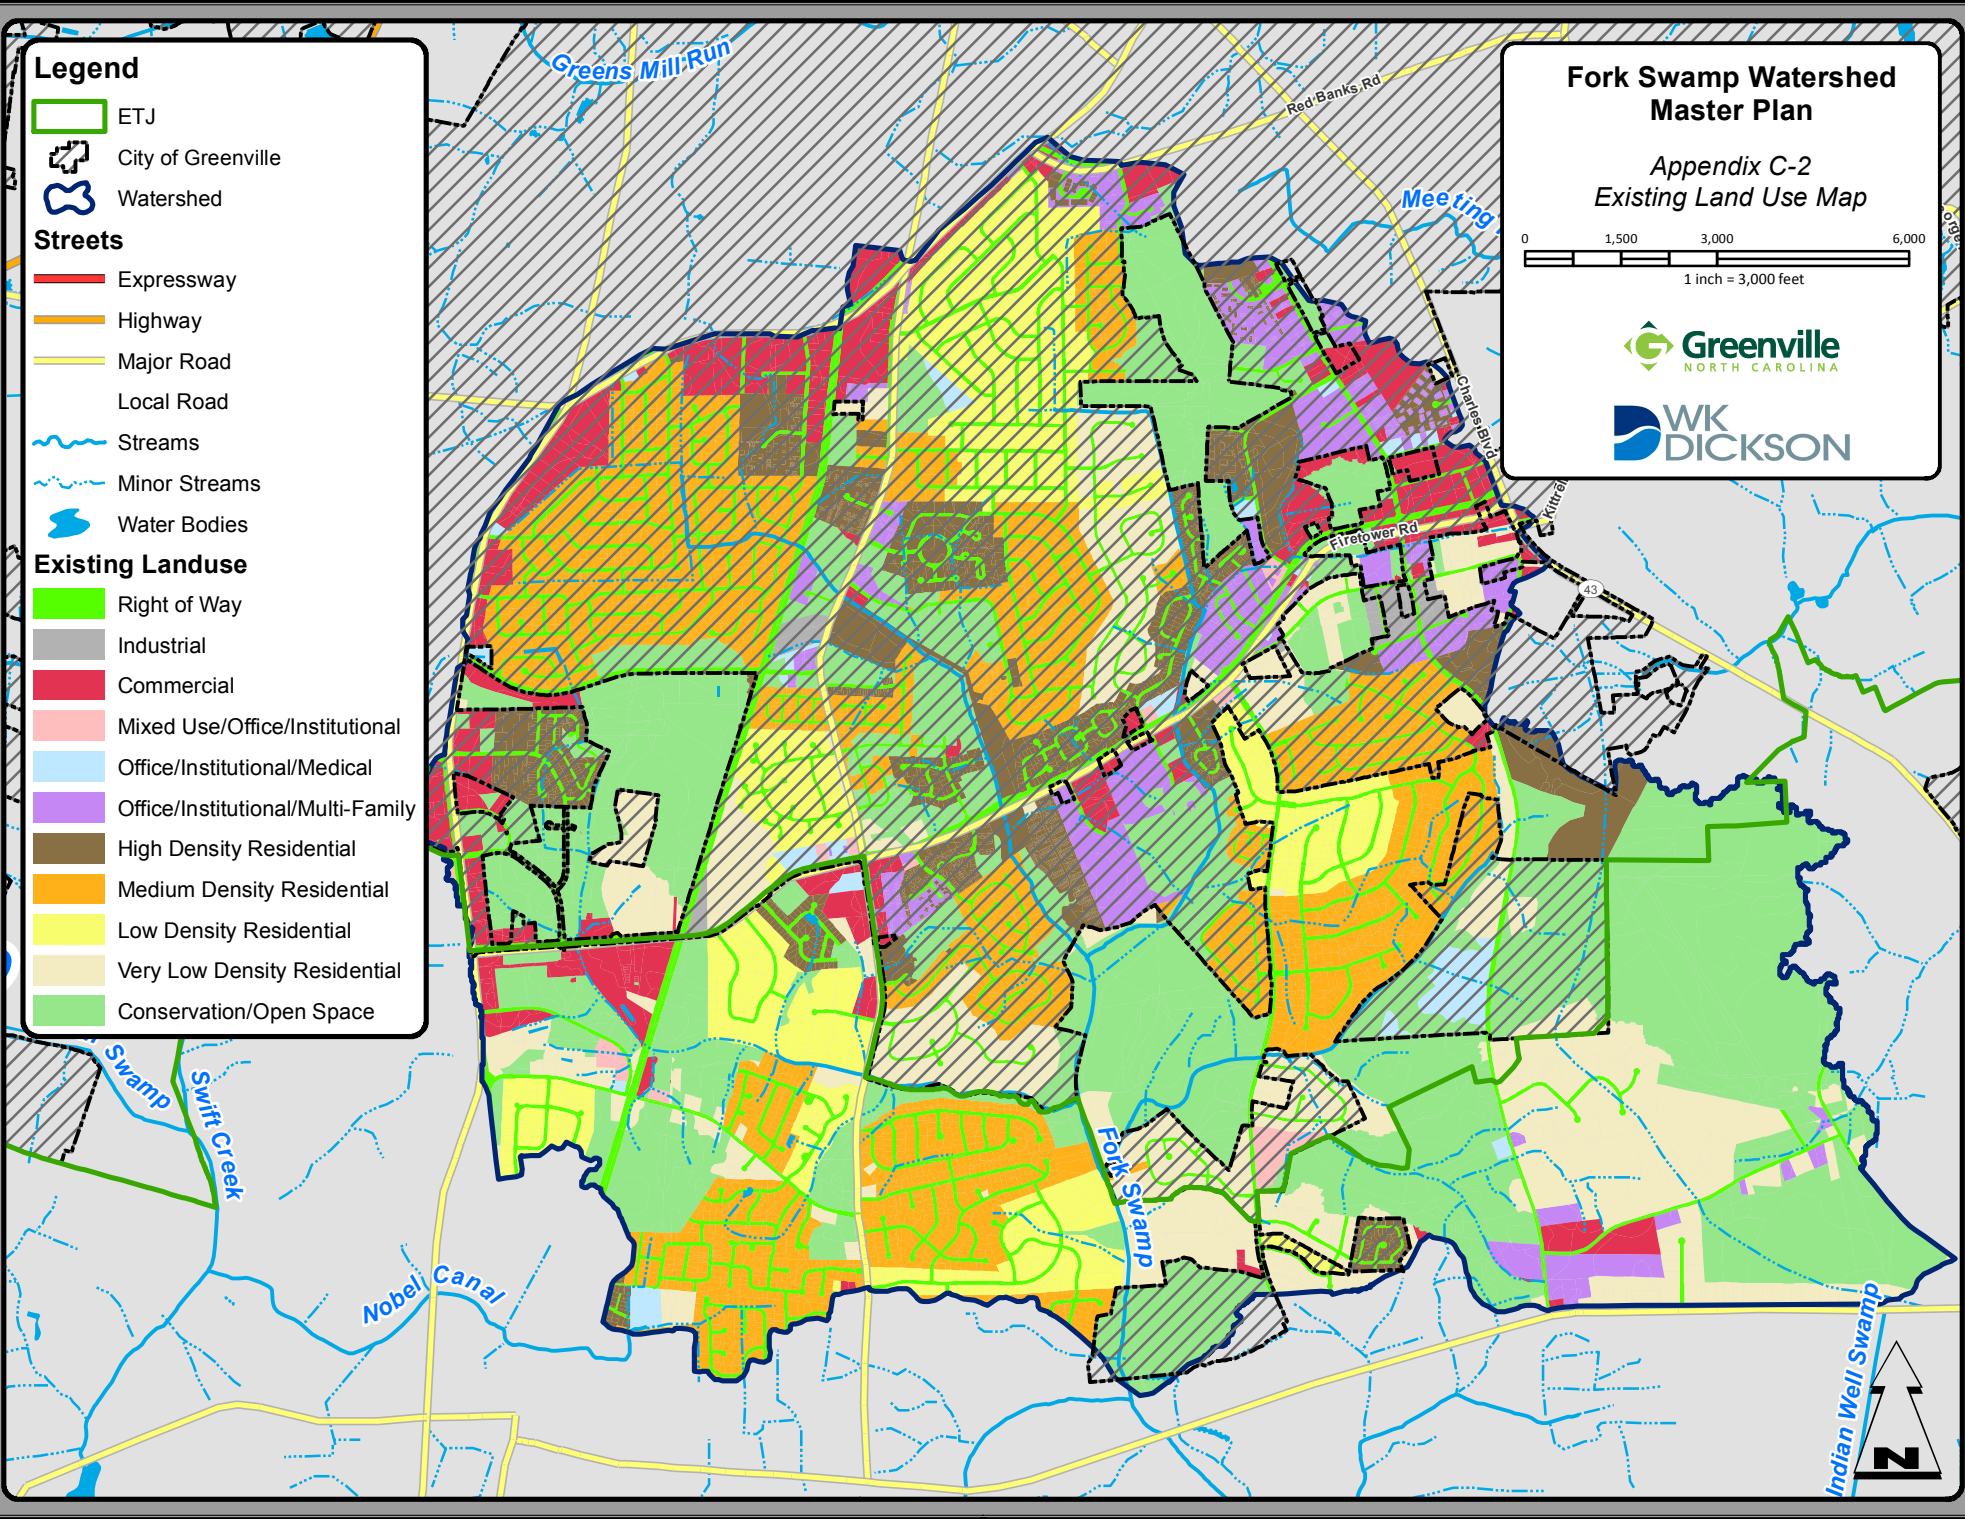 Legend
ETJ
City of Greenville
Watershed
Streets
Expressway
Highway
Major Road
Local Road
Streams
Minor Streams
Water Bodies
Existing Landuse
Right of Way
Industrial
Commercial
Mixed Use/Office/Institutional
Office/Institutional/Medical
Office/Institutional/Multi-Family
High Density Residential
Medium Density Residential
Low Density Residential
Very Low Density Residential
Conservation/Open Space
Fork Swamp Watershed
Master Plan
Appendix C-2
Existing Land Use Map
0 1,500 3,000 6,000
1 inch = 3,000 feet
G Greenville
NORTH CAROLINA
WK
DICKSON
Greens Mill Run
Red Banks Rd
Meeting
Charles Blvd
Firetower Rd
43
Swamp
Swift Creek
Fork Swamp
Nobel Canal
Indian Well Swamp
N